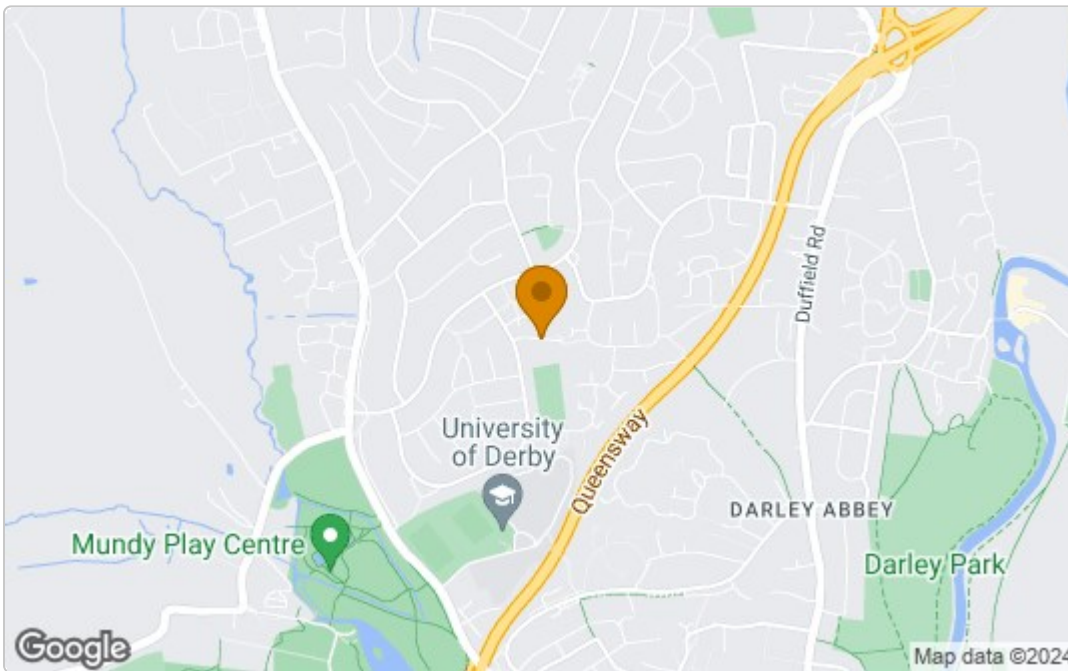 Duffield Rd
University
of Derby
Queensway
DARLEY ABBEY
Mundy Play Centre
Darley Park
Google
Map data ©2024